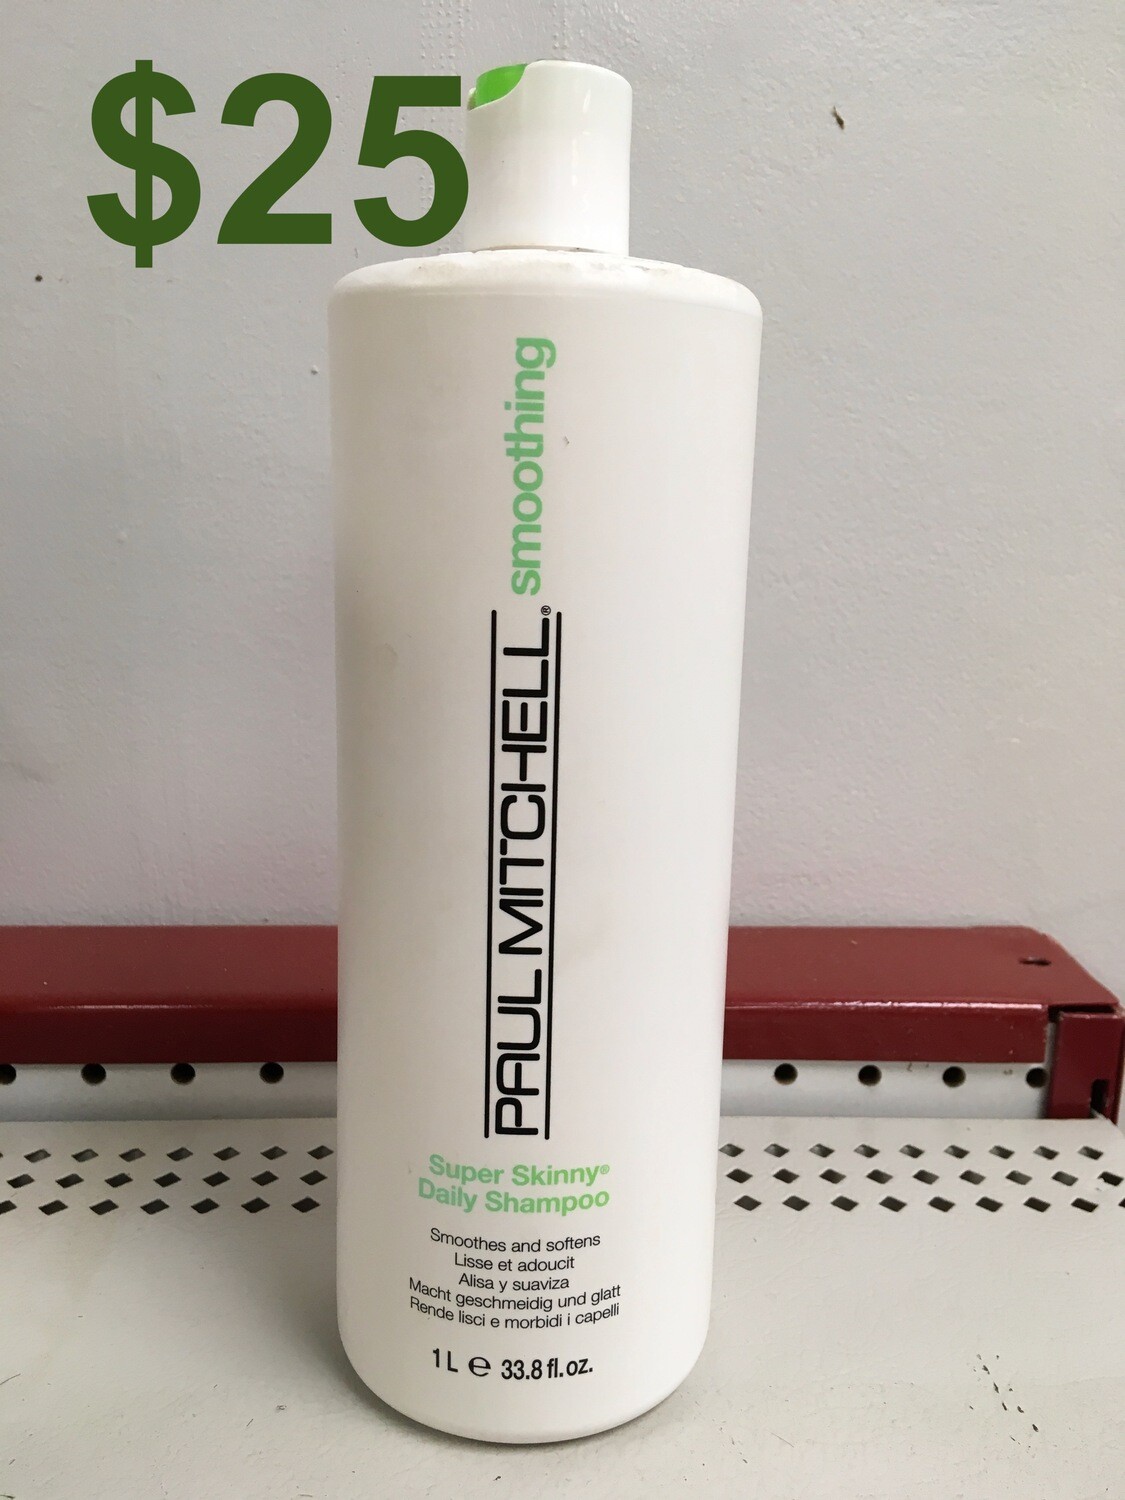 $25
smoothing
PAUL MITCHELL®
Super Skinny®
Daily Shampoo
Smoothes and softens
Lisse et adoucit
Alisa y suaviza
Macht geschmeidig und glatt
Rende lisci e morbidi i capelli
1 L ℮ 33.8 fl. oz.